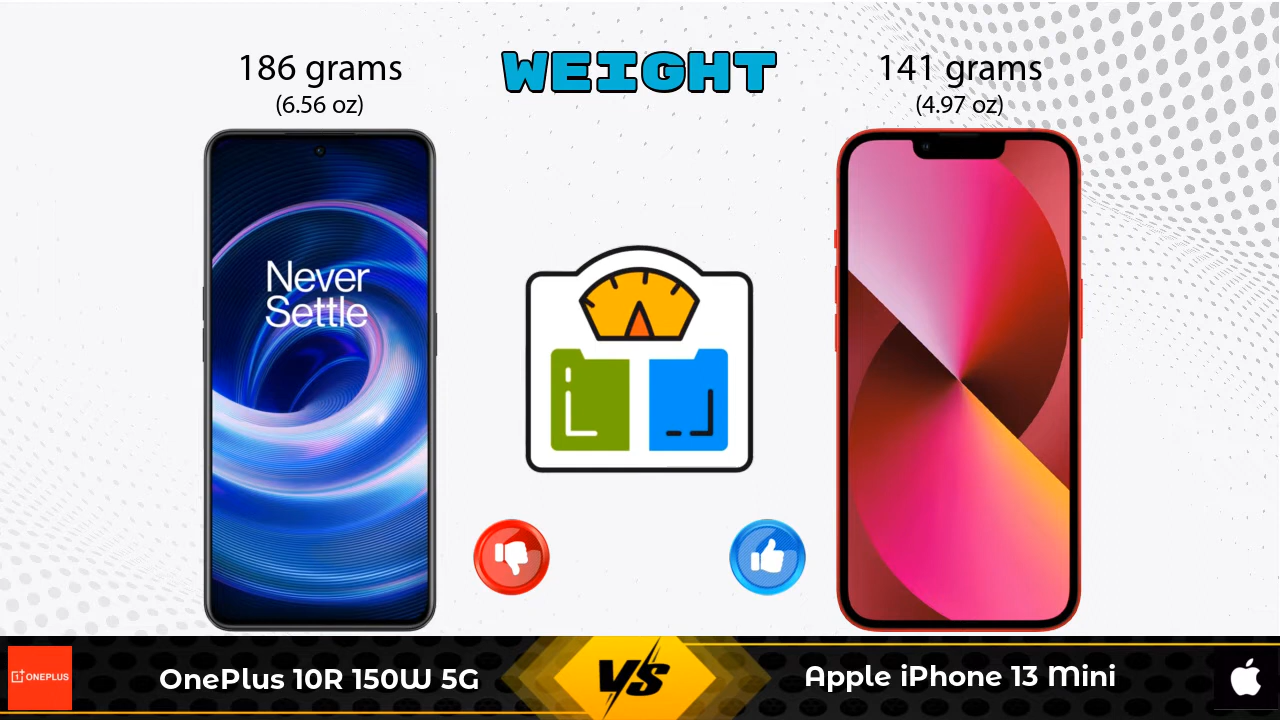 186 grams
(6.56 oz)
WEIGHT
141 grams
(4.97 oz)
Never
Settle
ONEPLUS
OnePlus 10R 150W 5G
VS
Apple iPhone 13 Mini